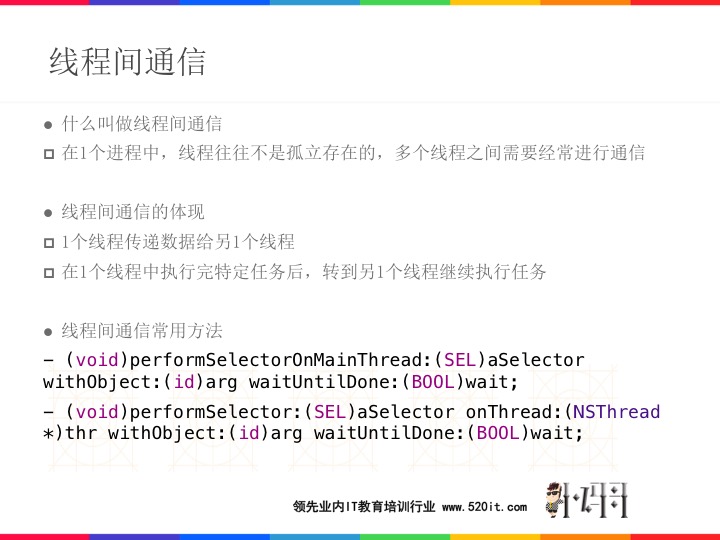 线程间通信
● 什么叫做线程间通信
在1个进程中，线程往往不是孤立存在的，多个线程之间需要经常进行通信
● 线程间通信的体现
1个线程传递数据给另1个线程
在1个线程中执行完特定任务后，转到另1个线程继续执行任务
● 线程间通信常用方法
- (void)performSelectorOnMainThread:(SEL)aSelector
withObject:(id)arg waitUntilDone:(BOOL)wait;
- (void)performSelector:(SEL)aSelector onThread:(NSThread
*)thr withObject:(id)arg waitUntilDone:(BOOL)wait;
领先业内IT教育培训行业 www.520it.com
小码哥